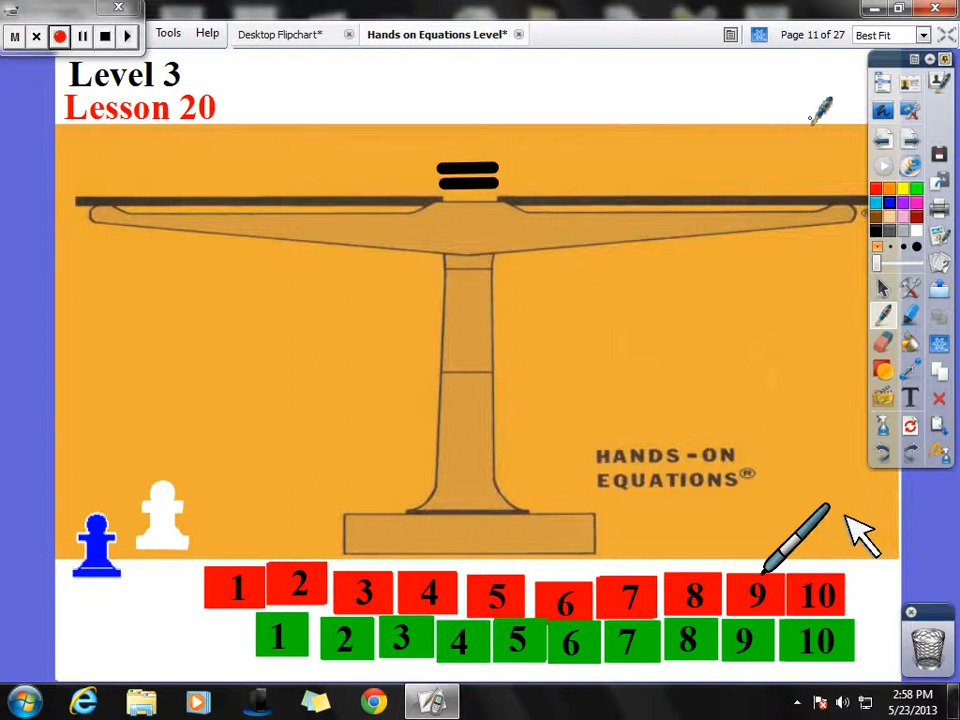 M
Tools Help Desktop Flipchart* Hands on Equations Level* Page 11 of 27 Best Fit
Level 3
Lesson 20
=
HANDS-ON
EQUATIONS®
1 2 3 4 5 6 7 8 9 10
1 2 3 4 5 6 7 8 9 10
T
2:58 PM
5/23/2013